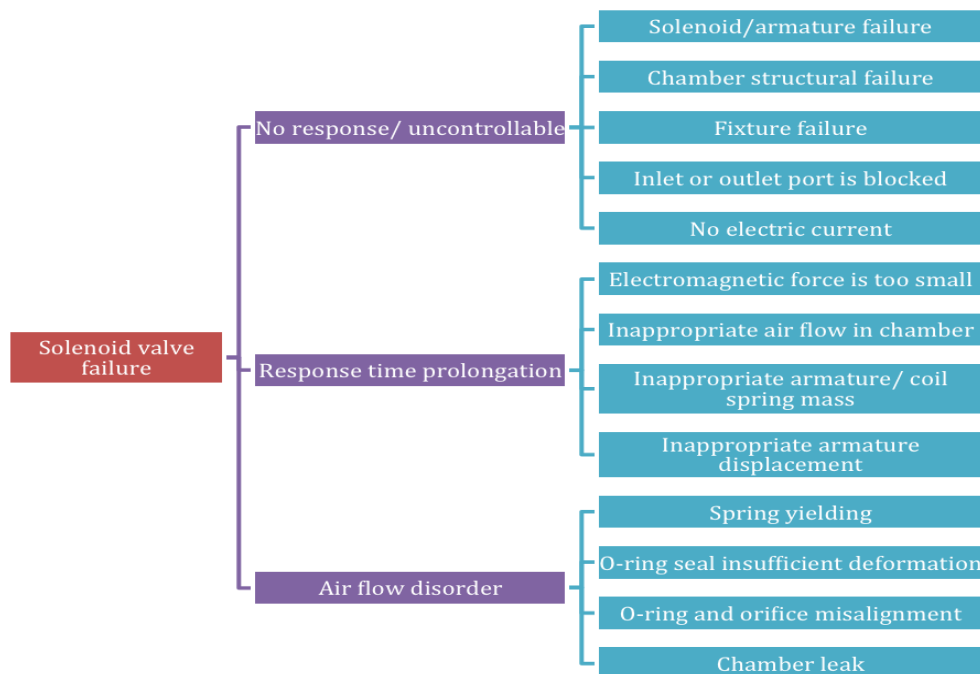 Solenoid/armature failure
Chamber structural failure
No response/ uncontrollable
Fixture failure
Inlet or outlet port is blocked
No electric current
Electromagnetic force is too small
Inappropriate air flow in chamber
Solenoid valve
failure
Response time prolongation
Inappropriate armature/ coil
spring mass
Inappropriate armature
displacement
Spring yielding
O-ring seal insufficient deformation
Air flow disorder
O-ring and orifice misalignment
Chamber leak